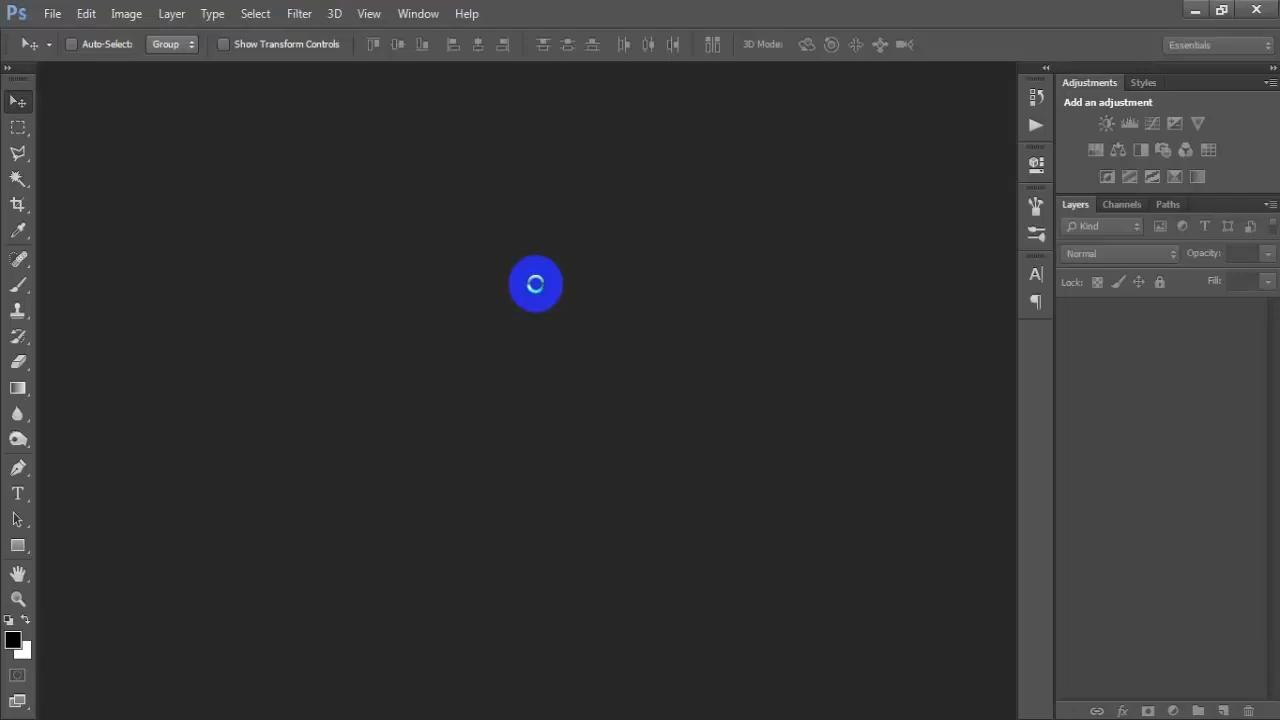 Ps File Edit Image Layer Type Select Filter 3D View Window Help
Auto-Select: Group Show Transform Controls 3D Mode: Essentials
Adjustments Styles
Add an adjustment
Layers Channels Paths
Kind T
Normal Opacity:
Lock: Fill:
A
T